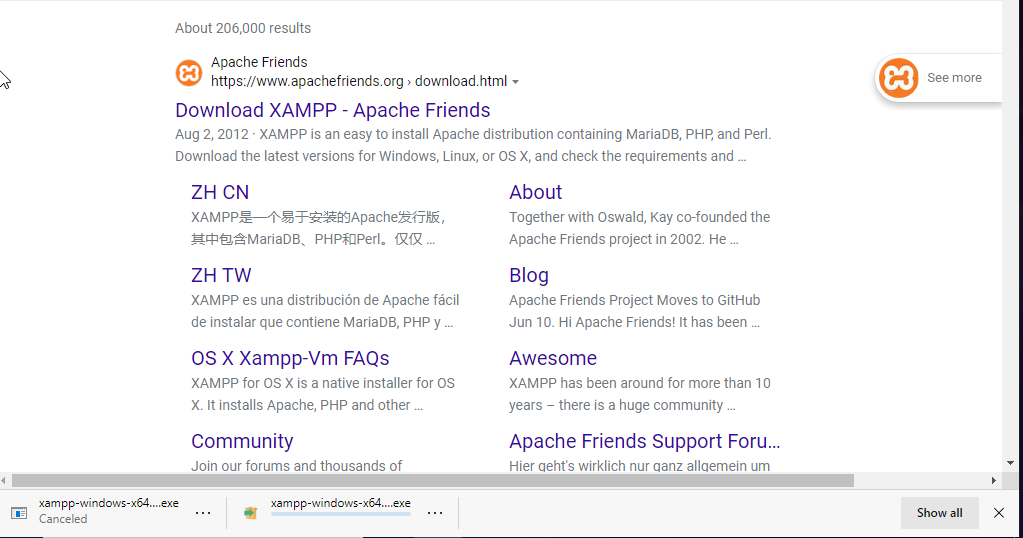 About 206,000 results
Apache Friends
https://www.apachefriends.org › download.html
See more
Download XAMPP - Apache Friends
Aug 2, 2012 · XAMPP is an easy to install Apache distribution containing MariaDB, PHP, and Perl.
Download the latest versions for Windows, Linux, or OS X, and check the requirements and ...
ZH CN
XAMPP是一个易于安装的Apache发行版，
其中包含MariaDB、PHP和Perl。仅仅 ...
About
Together with Oswald, Kay co-founded the
Apache Friends project in 2002. He ...
ZH TW
XAMPP es una distribución de Apache fácil
de instalar que contiene MariaDB, PHP y ...
Blog
Apache Friends Project Moves to GitHub
Jun 10. Hi Apache Friends! It has been ...
OS X Xampp-Vm FAQs
XAMPP for OS X is a native installer for OS
X. It installs Apache, PHP and other ...
Awesome
XAMPP has been around for more than 10
years – there is a huge community ...
Community
Join our forums and thousands of
Apache Friends Support Foru...
Hier geht's wirklich nur ganz allgemein um
xampp-windows-x64....exe
Canceled
xampp-windows-x64....exe
Show all